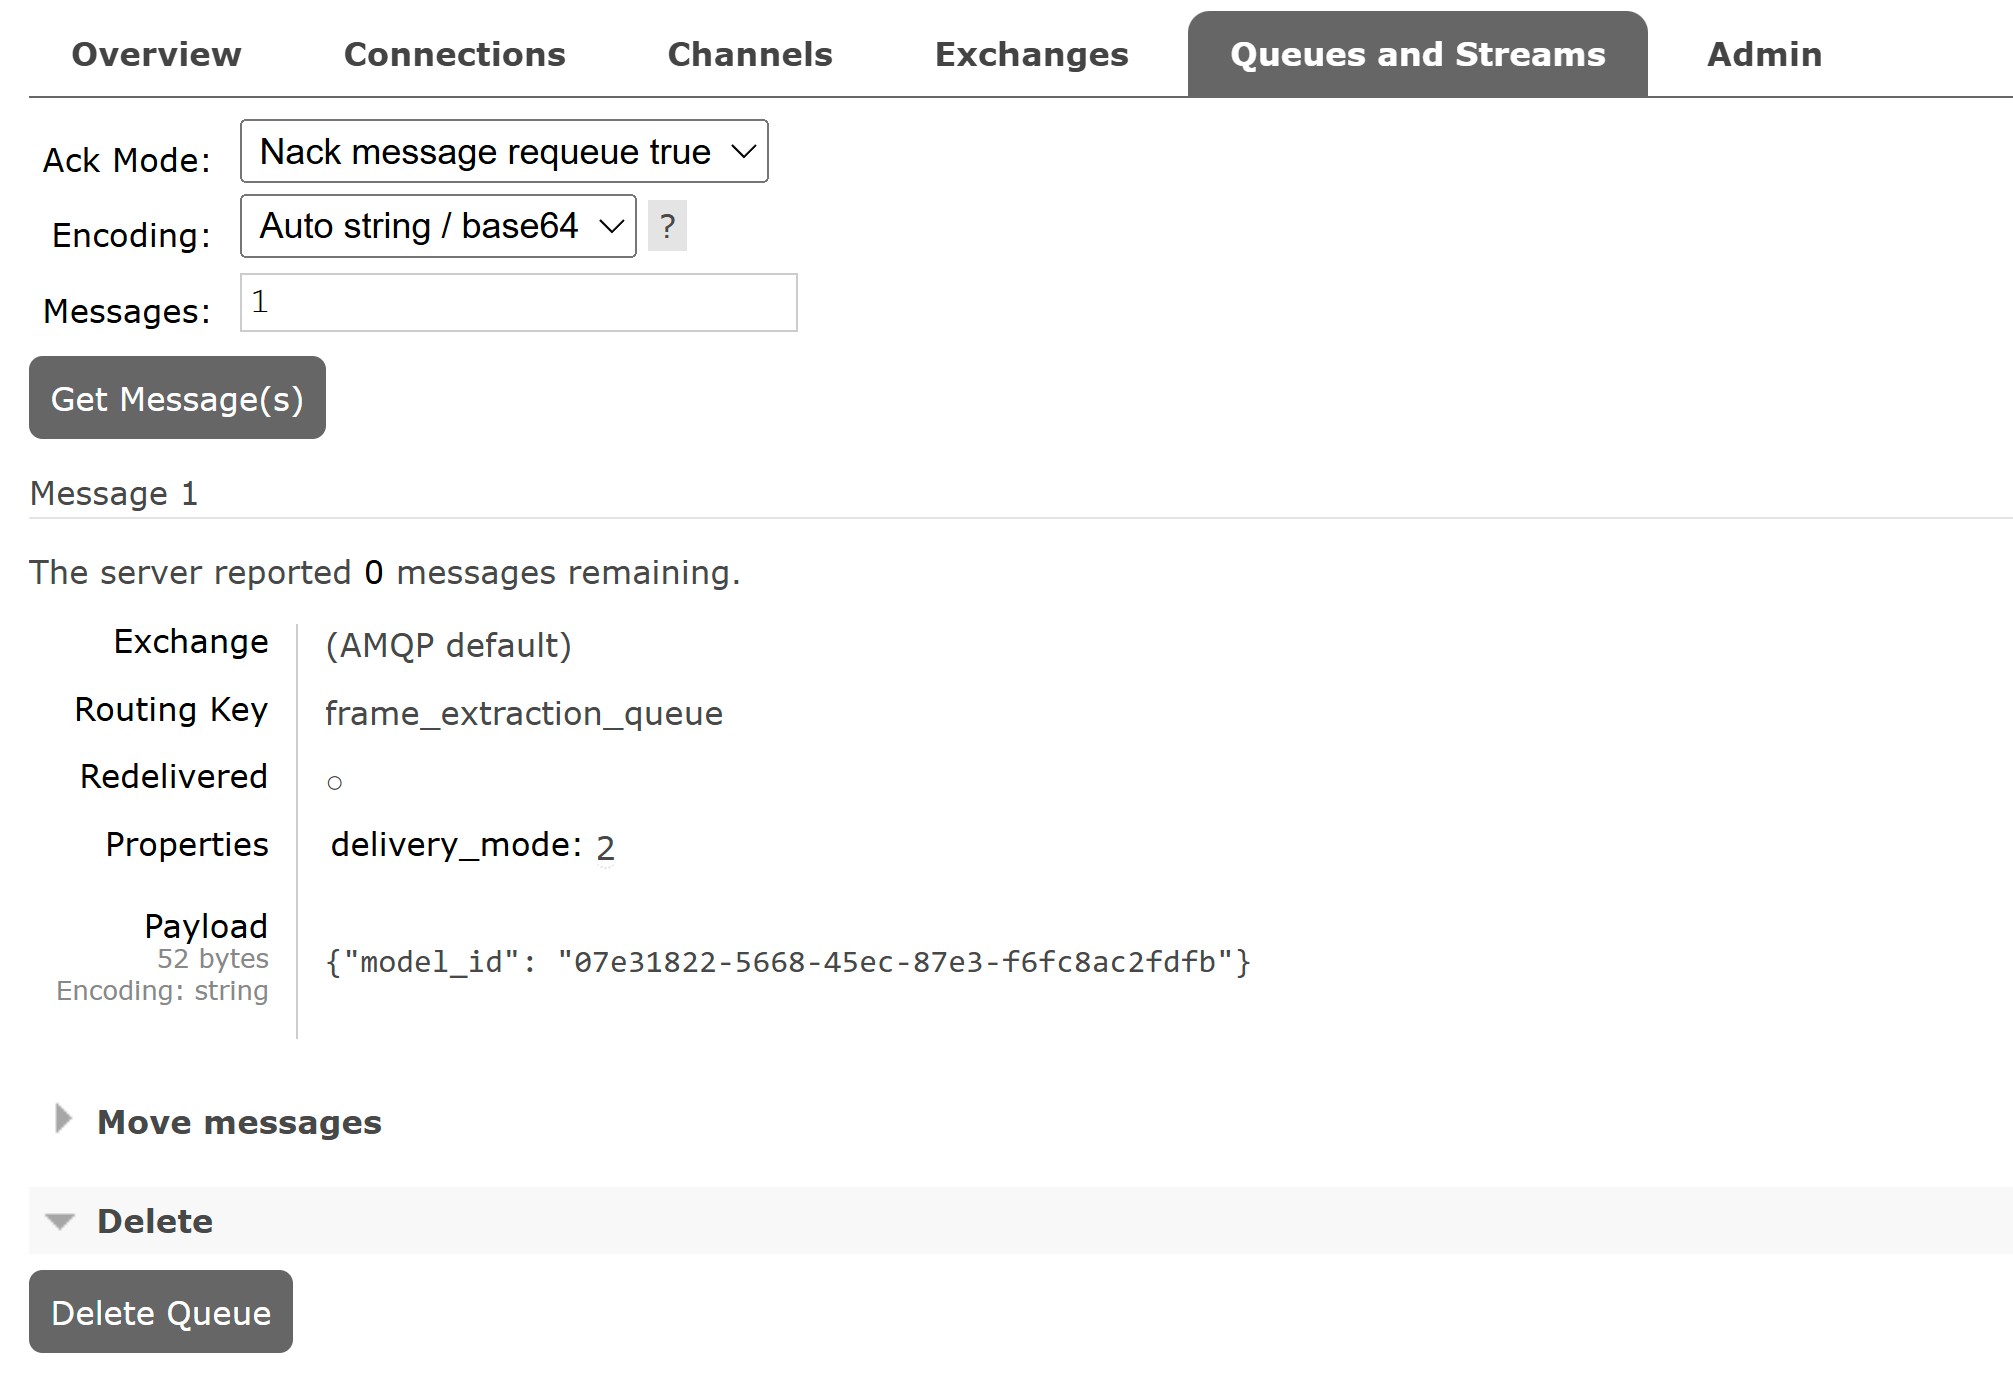 Overview Connections Channels Exchanges Queues and Streams Admin
Ack Mode: Nack message requeue true
Encoding: Auto string / base64 ?
Messages: 1
Get Message(s)
Message 1
The server reported 0 messages remaining.
Exchange (AMQP default)
Routing Key frame_extraction_queue
Redelivered ○
Properties delivery_mode: 2
Payload
52 bytes
{"model_id": "07e31822-5668-45ec-87e3-f6fc8ac2fdfb"}
Encoding: string
Move messages
Delete
Delete Queue